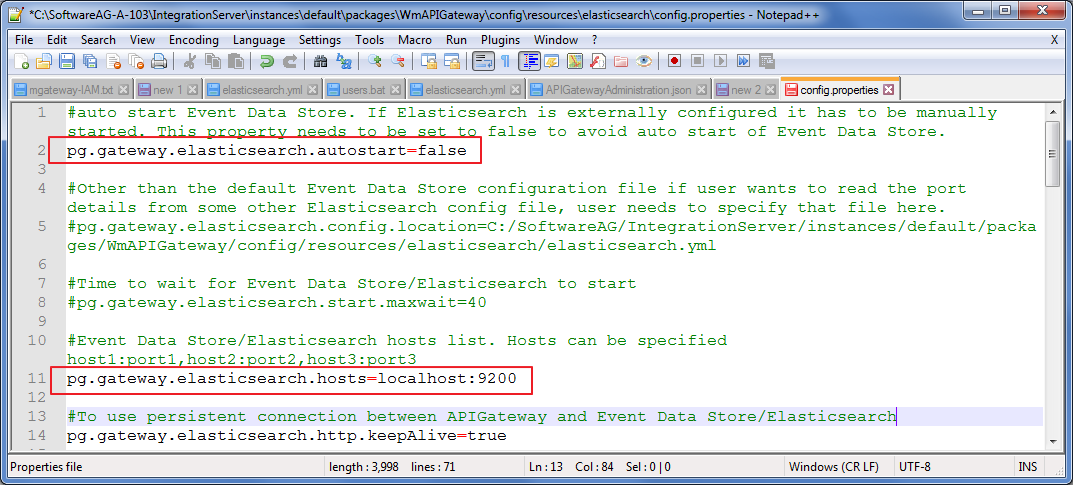 *C:\SoftwareAG-A-103\IntegrationServer\instances\default\packages\WmAPIGateway\config\resources\elasticsearch\config.properties - Notepad++
File Edit Search View Encoding Language Settings Tools Macro Run Plugins Window ? X
mgateway-IAM.txt new 1 elasticsearch.yml users.bat elasticsearch.yml APIGatewayAdministration.json new 2 config.properties
1 #auto start Event Data Store. If Elasticsearch is externally configured it has to be manually
started. This property needs to be set to false to avoid auto start of Event Data Store.
2 pg.gateway.elasticsearch.autostart=false
3
4 #Other than the default Event Data Store configuration file if user wants to read the port
details from some other Elasticsearch config file, user needs to specify that file here.
5 #pg.gateway.elasticsearch.config.location=C:/SoftwareAG/IntegrationServer/instances/default/packa
ges/WmAPIGateway/config/resources/elasticsearch/elasticsearch.yml
6
7 #Time to wait for Event Data Store/Elasticsearch to start
8 #pg.gateway.elasticsearch.start.maxwait=40
9
10 #Event Data Store/Elasticsearch hosts list. Hosts can be specified
host1:port1,host2:port2,host3:port3
11 pg.gateway.elasticsearch.hosts=localhost:9200
12
13 #To use persistent connection between APIGateway and Event Data Store/Elasticsearch
14 pg.gateway.elasticsearch.http.keepAlive=true
Properties file length : 3,998 lines : 71 Ln : 13 Col : 84 Sel : 0 | 0 Windows (CR LF) UTF-8 INS